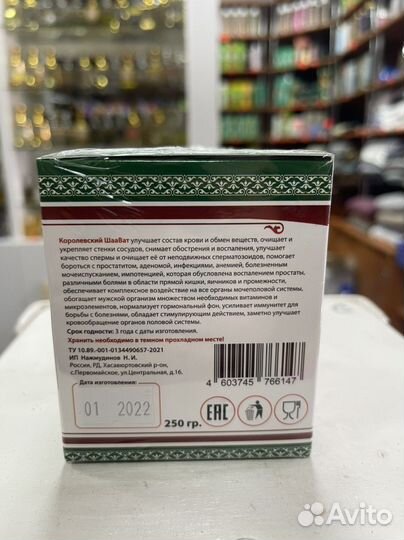 Королевский ШааВат улучшает состав крови и обмен веществ, очищает и
укрепляет стенки сосудов, снимает обострения и воспаления, улучшает
качество спермы и очищает её от неполноценных сперматозоидов, помогает
бороться с простатитом, аденомой, инфекциями, анемией, болезненным
мочеиспусканием, импотенцией, которая обусловлена воспалением простаты,
различными болями в области прямой кишки, яичников и промежности,
обеспечивает комплексное воздействие на все органы мочеполовой системы,
обогащает мужской организм множеством необходимых витаминов и
микроэлементов, нормализует гормональный фон, усиливает иммунитет для
борьбы с болезнями, обладает стимулирующим действием, заметно улучшает
кровообращение органов половой системы.
Срок годности: 3 года с даты изготовления.
Хранить необходимо в темном прохладном месте!
ТУ 10.89.-001-0134490657-2021
ИП Нажмудинов Н. И.
Россия, РД, Хасавюртовский р-он,
с.Первомайское, ул.Центральная, д.16.
Дата изготовления:
01 2022
250 гр.
4 603745 766147
EAC
Avito